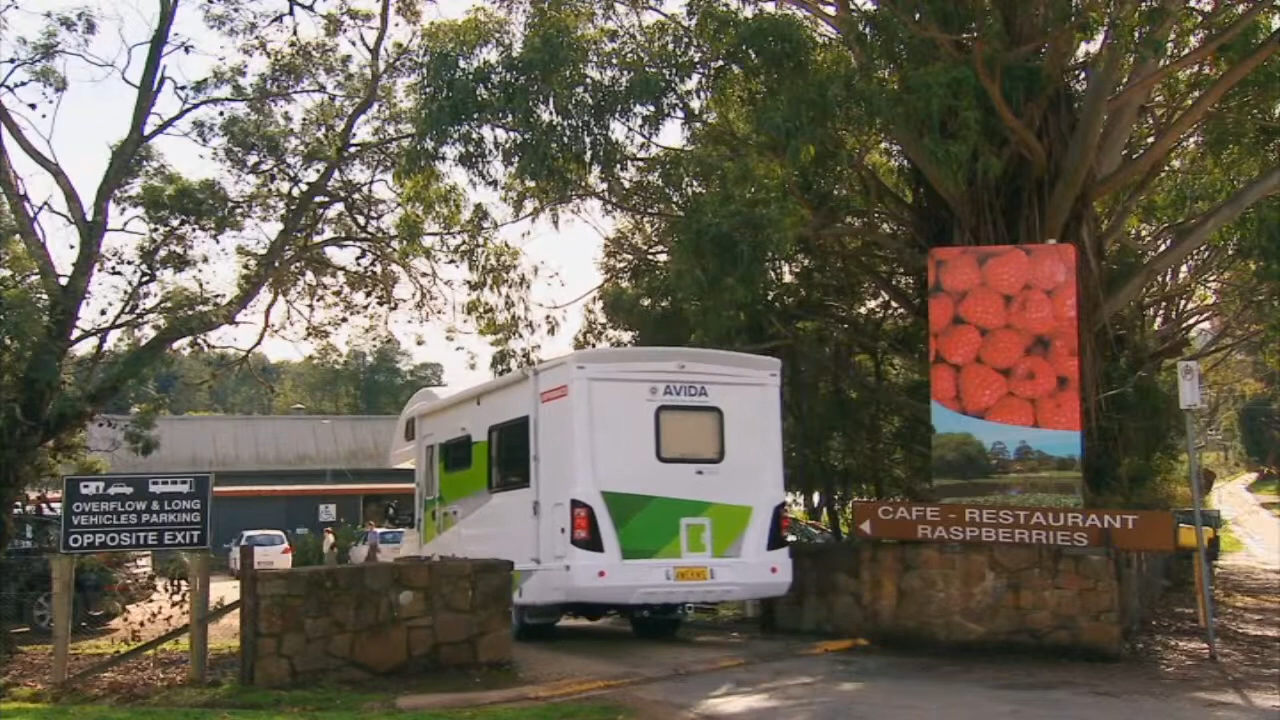 AVIDA
OVERFLOW & LONG
VEHICLES PARKING
OPPOSITE EXIT
CAFE - RESTAURANT
RASPBERRIES